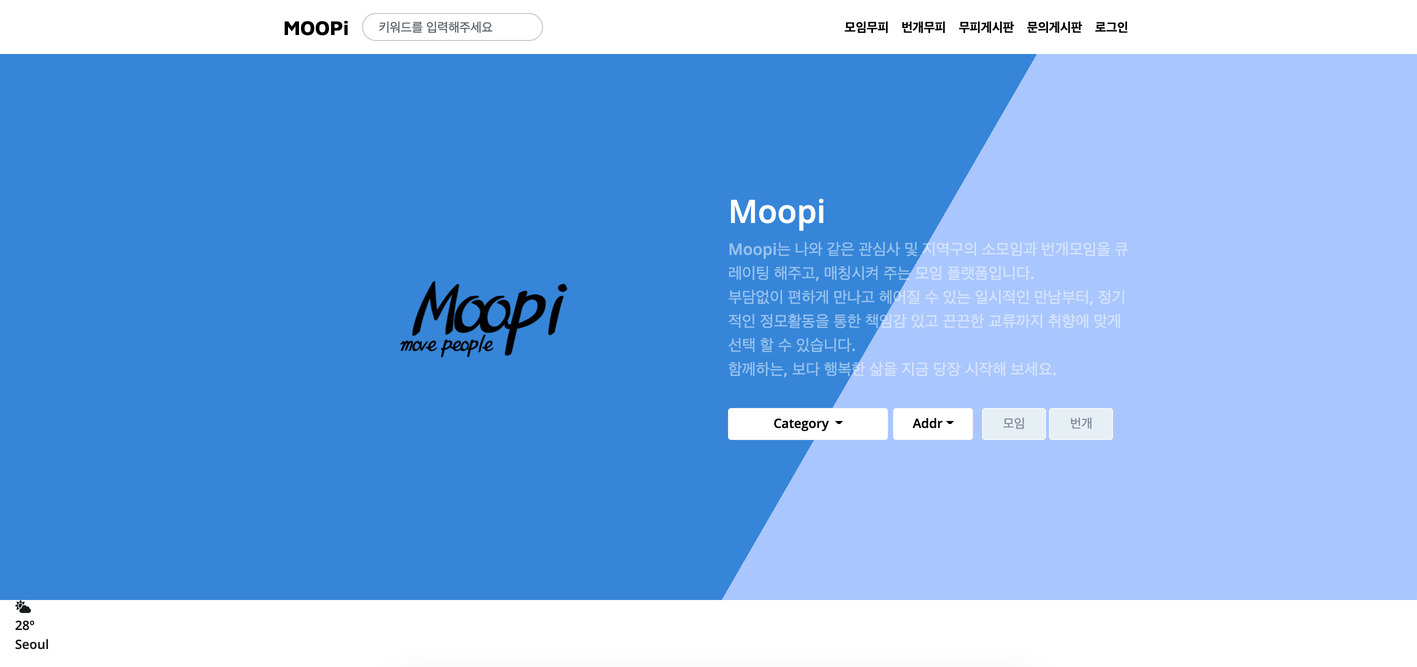 MOOPi
키워드를 입력해주세요
모임무피 번개무피 무피게시판 문의게시판 로그인
Moopi
move people
Moopi
Moopi는 나와 같은 관심사 및 지역구의 소모임과 번개모임을 큐
레이팅 해주고, 매칭시켜 주는 모임 플랫폼입니다.
부담없이 편하게 만나고 헤어질 수 있는 일시적인 만남부터, 정기
적인 정모활동을 통한 책임감 있고 끈끈한 교류까지 취향에 맞게
선택 할 수 있습니다.
함께하는, 보다 행복한 삶을 지금 당장 시작해 보세요.
Category Addr 모임 번개
28°
Seoul